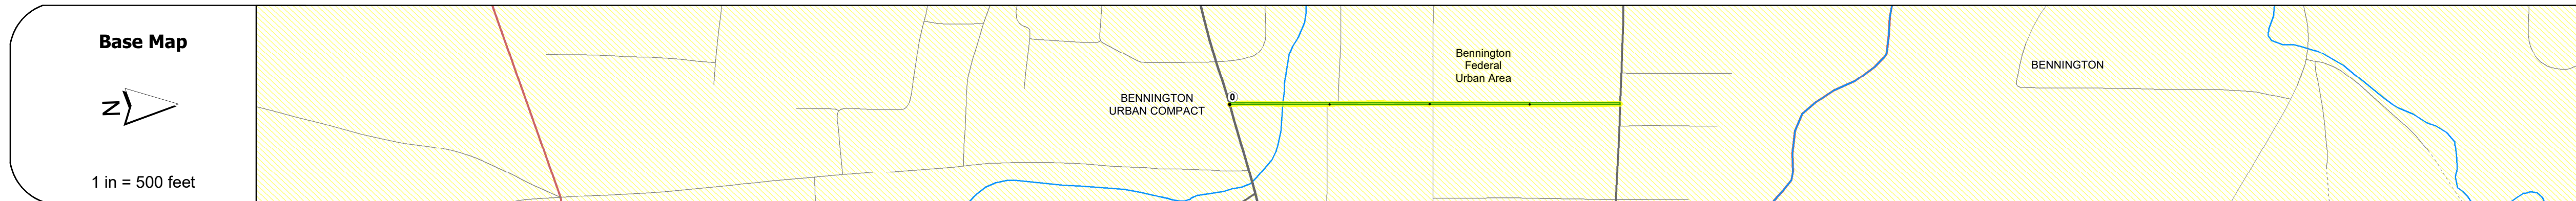 Base Map
N
1 in = 500 feet
BENNINGTON
URBAN COMPACT
0
Bennington
Federal
Urban Area
BENNINGTON